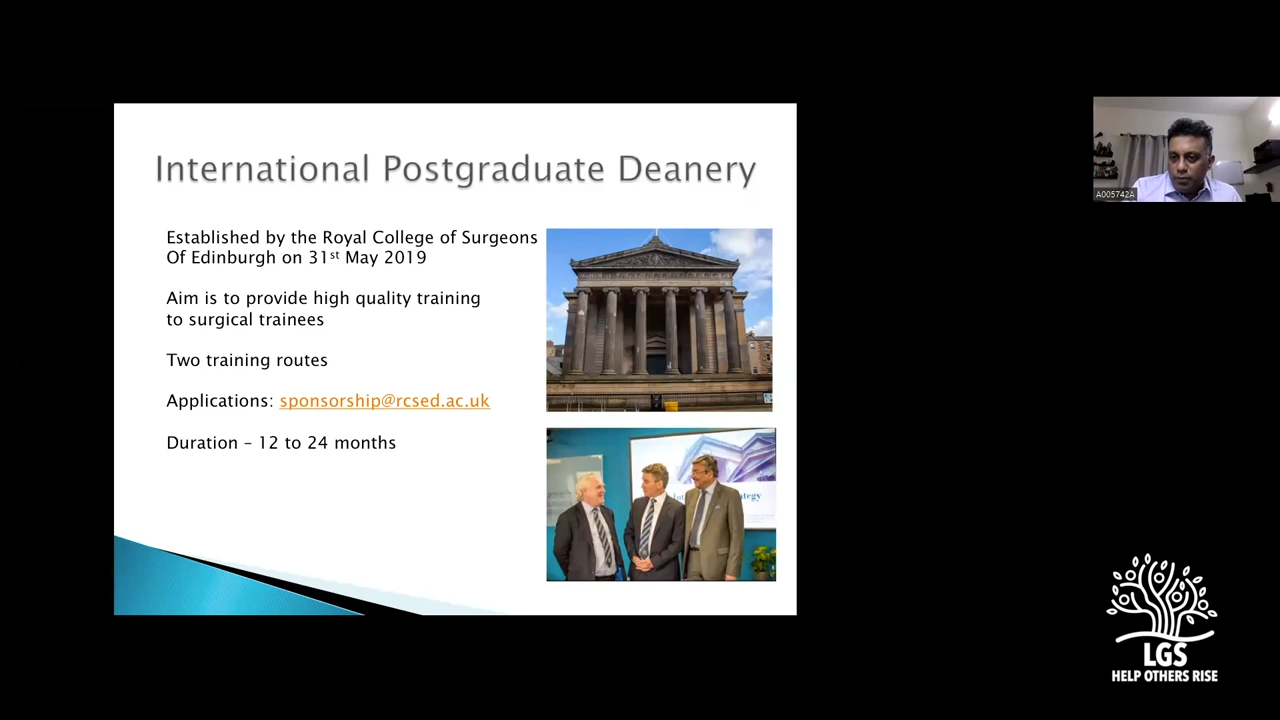 International Postgraduate Deanery
Established by the Royal College of Surgeons
Of Edinburgh on 31st May 2019
Aim is to provide high quality training
to surgical trainees
Two training routes
Applications: sponsorship@rcsed.ac.uk
Duration – 12 to 24 months
A005742A
LGS
HELP OTHERS RISE